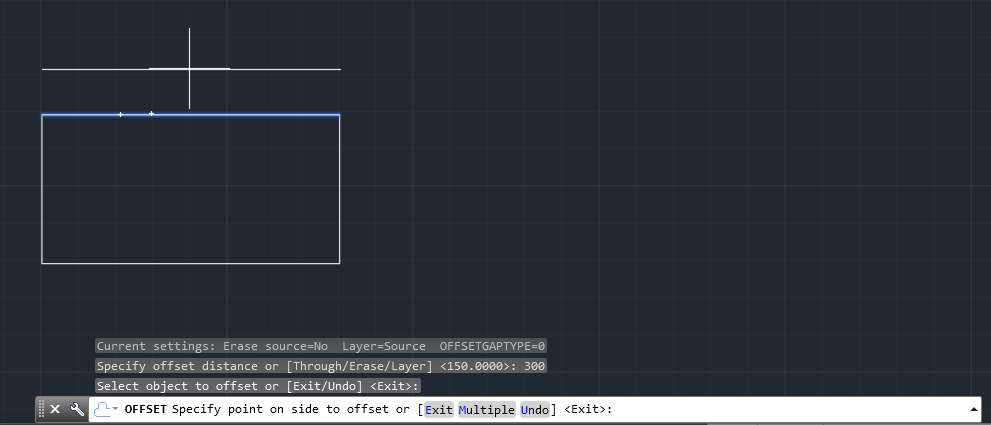 Current settings: Erase source=No  Layer=Source  OFFSETGAPTYPE=0
Specify offset distance or [Through/Erase/Layer] <150.0000>: 300
Select object to offset or [Exit/Undo] <Exit>:
OFFSET Specify point on side to offset or [Exit Multiple Undo] <Exit>: